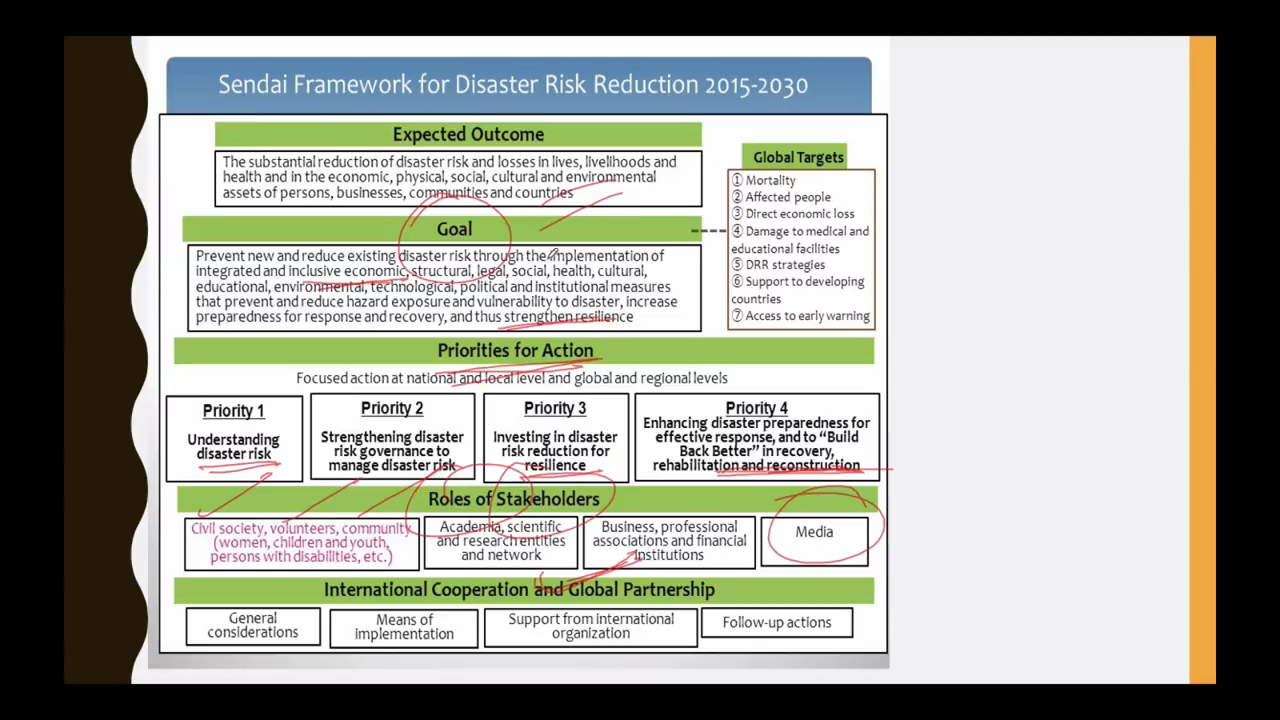 Sendai Framework for Disaster Risk Reduction 2015-2030
Expected Outcome
The substantial reduction of disaster risk and losses in lives, livelihoods and
health and in the economic, physical, social, cultural and environmental
assets of persons, businesses, communities and countries
Global Targets
① Mortality
② Affected people
③ Direct economic loss
④ Damage to medical and
educational facilities
⑤ DRR strategies
⑥ Support to developing
countries
⑦ Access to early warning
Goal
Prevent new and reduce existing disaster risk through the implementation of
integrated and inclusive economic, structural, legal, social, health, cultural,
educational, environmental, technological, political and institutional measures
that prevent and reduce hazard exposure and vulnerability to disaster, increase
preparedness for response and recovery, and thus strengthen resilience
Priorities for Action
Focused action at national and local level and global and regional levels
Priority 1
Understanding
disaster risk
Priority 2
Strengthening disaster
risk governance to
manage disaster risk
Priority 3
Investing in disaster
risk reduction for
resilience
Priority 4
Enhancing disaster preparedness for
effective response, and to “Build
Back Better” in recovery,
rehabilitation and reconstruction
Roles of Stakeholders
Civil society, volunteers, community
(women, children and youth,
persons with disabilities, etc.)
Academia, scientific
and research entities
and network
Business, professional
associations and financial
institutions
Media
International Cooperation and Global Partnership
General
considerations
Means of
implementation
Support from international
organization
Follow-up actions